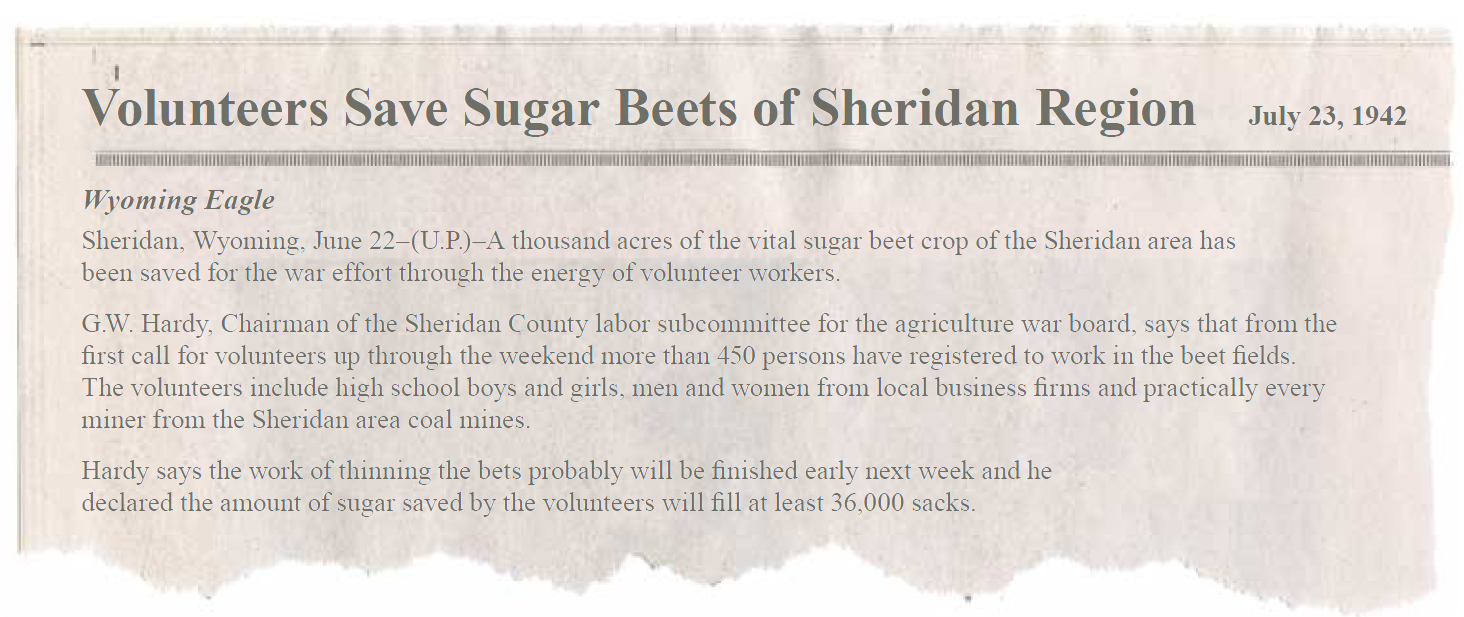 Volunteers Save Sugar Beets of Sheridan Region July 23, 1942
Wyoming Eagle
Sheridan, Wyoming, June 22–(U.P.)–A thousand acres of the vital sugar beet crop of the Sheridan area has
been saved for the war effort through the energy of volunteer workers.
G.W. Hardy, Chairman of the Sheridan County labor subcommittee for the agriculture war board, says that from the
first call for volunteers up through the weekend more than 450 persons have registered to work in the beet fields.
The volunteers include high school boys and girls, men and women from local business firms and practically every
miner from the Sheridan area coal mines.
Hardy says the work of thinning the bets probably will be finished early next week and he
declared the amount of sugar saved by the volunteers will fill at least 36,000 sacks.